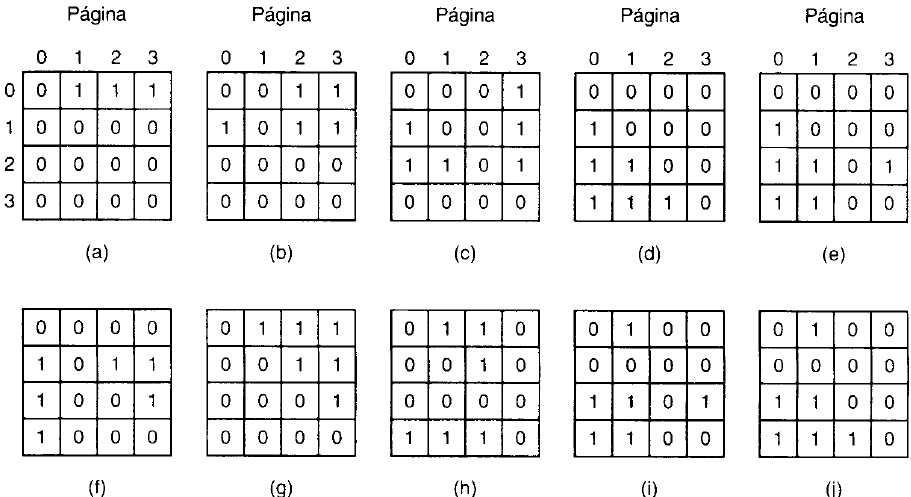 Página Página Página Página Página
0 1 2 3 0 1 2 3 0 1 2 3 0 1 2 3 0 1 2 3
0 0 1 1 1 0 0 1 1 0 0 0 1 0 0 0 0 0 0 0 0
1 0 0 0 0 1 0 1 1 1 0 0 1 1 0 0 0 1 0 0 0
2 0 0 0 0 0 0 0 0 1 1 0 1 1 1 0 0 1 1 0 1
3 0 0 0 0 0 0 0 0 0 0 0 0 1 1 1 0 1 1 0 0
(a) (b) (c) (d) (e)
0 0 0 0 0 1 1 1 0 1 1 0 0 1 0 0 0 1 0 0
1 0 1 1 0 0 1 1 0 0 1 0 0 0 0 0 0 0 0 0
1 0 0 1 0 0 0 1 0 0 0 0 1 1 0 1 1 1 0 0
1 0 0 0 0 0 0 0 1 1 1 0 1 1 0 0 1 1 1 0
(f) (g) (h) (i) (j)